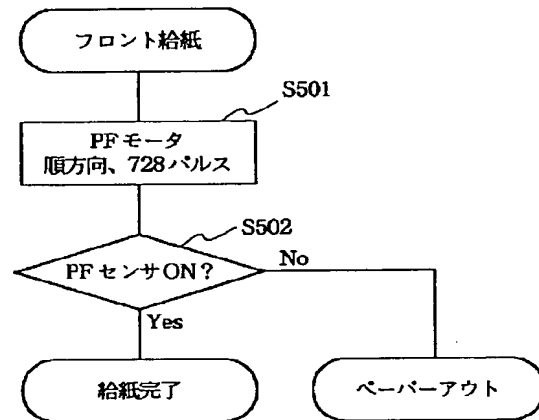 フロント給紙
S501
PFモータ
順方向、728パルス
S502
PFセンサON?
No
Yes
給紙完了
ペーパーアウト